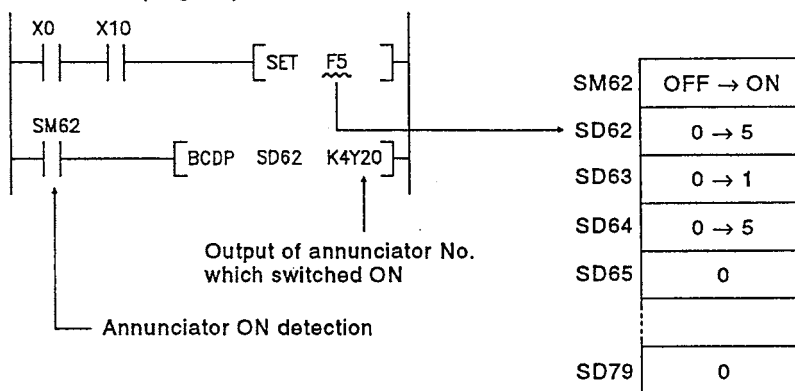 X0 X10
SET F5
SM62
BCDP SD62 K4Y20
Output of annunciator No.
which switched ON
Annunciator ON detection
SM62 OFF → ON
SD62 0 → 5
SD63 0 → 1
SD64 0 → 5
SD65 0
SD79 0